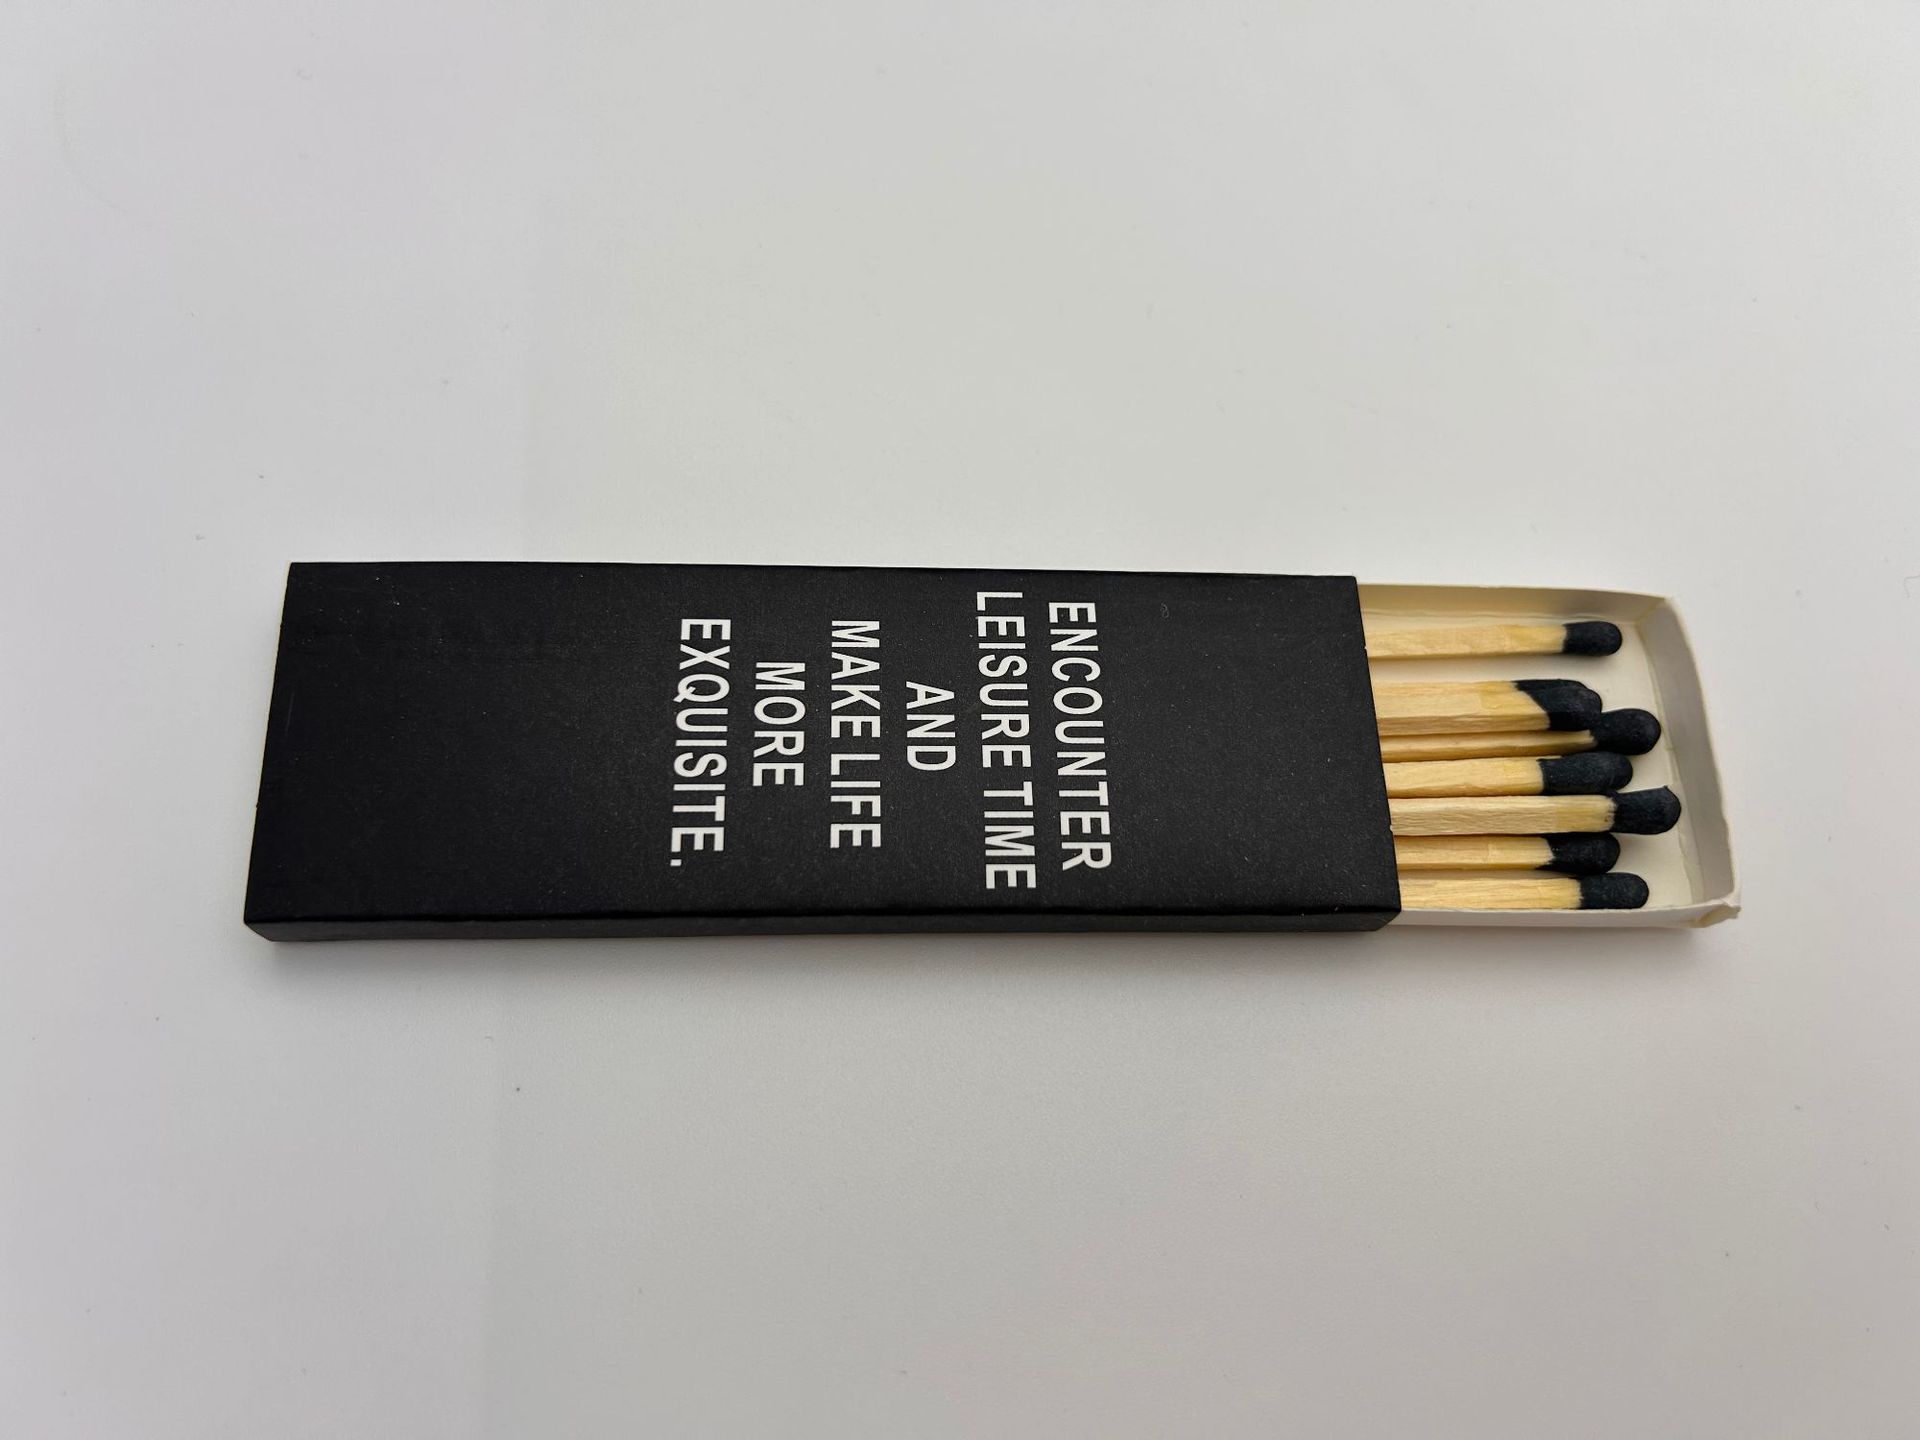 ENCOUNTER
LEISURE TIME
AND
MAKE LIFE
MORE
EXQUISITE.